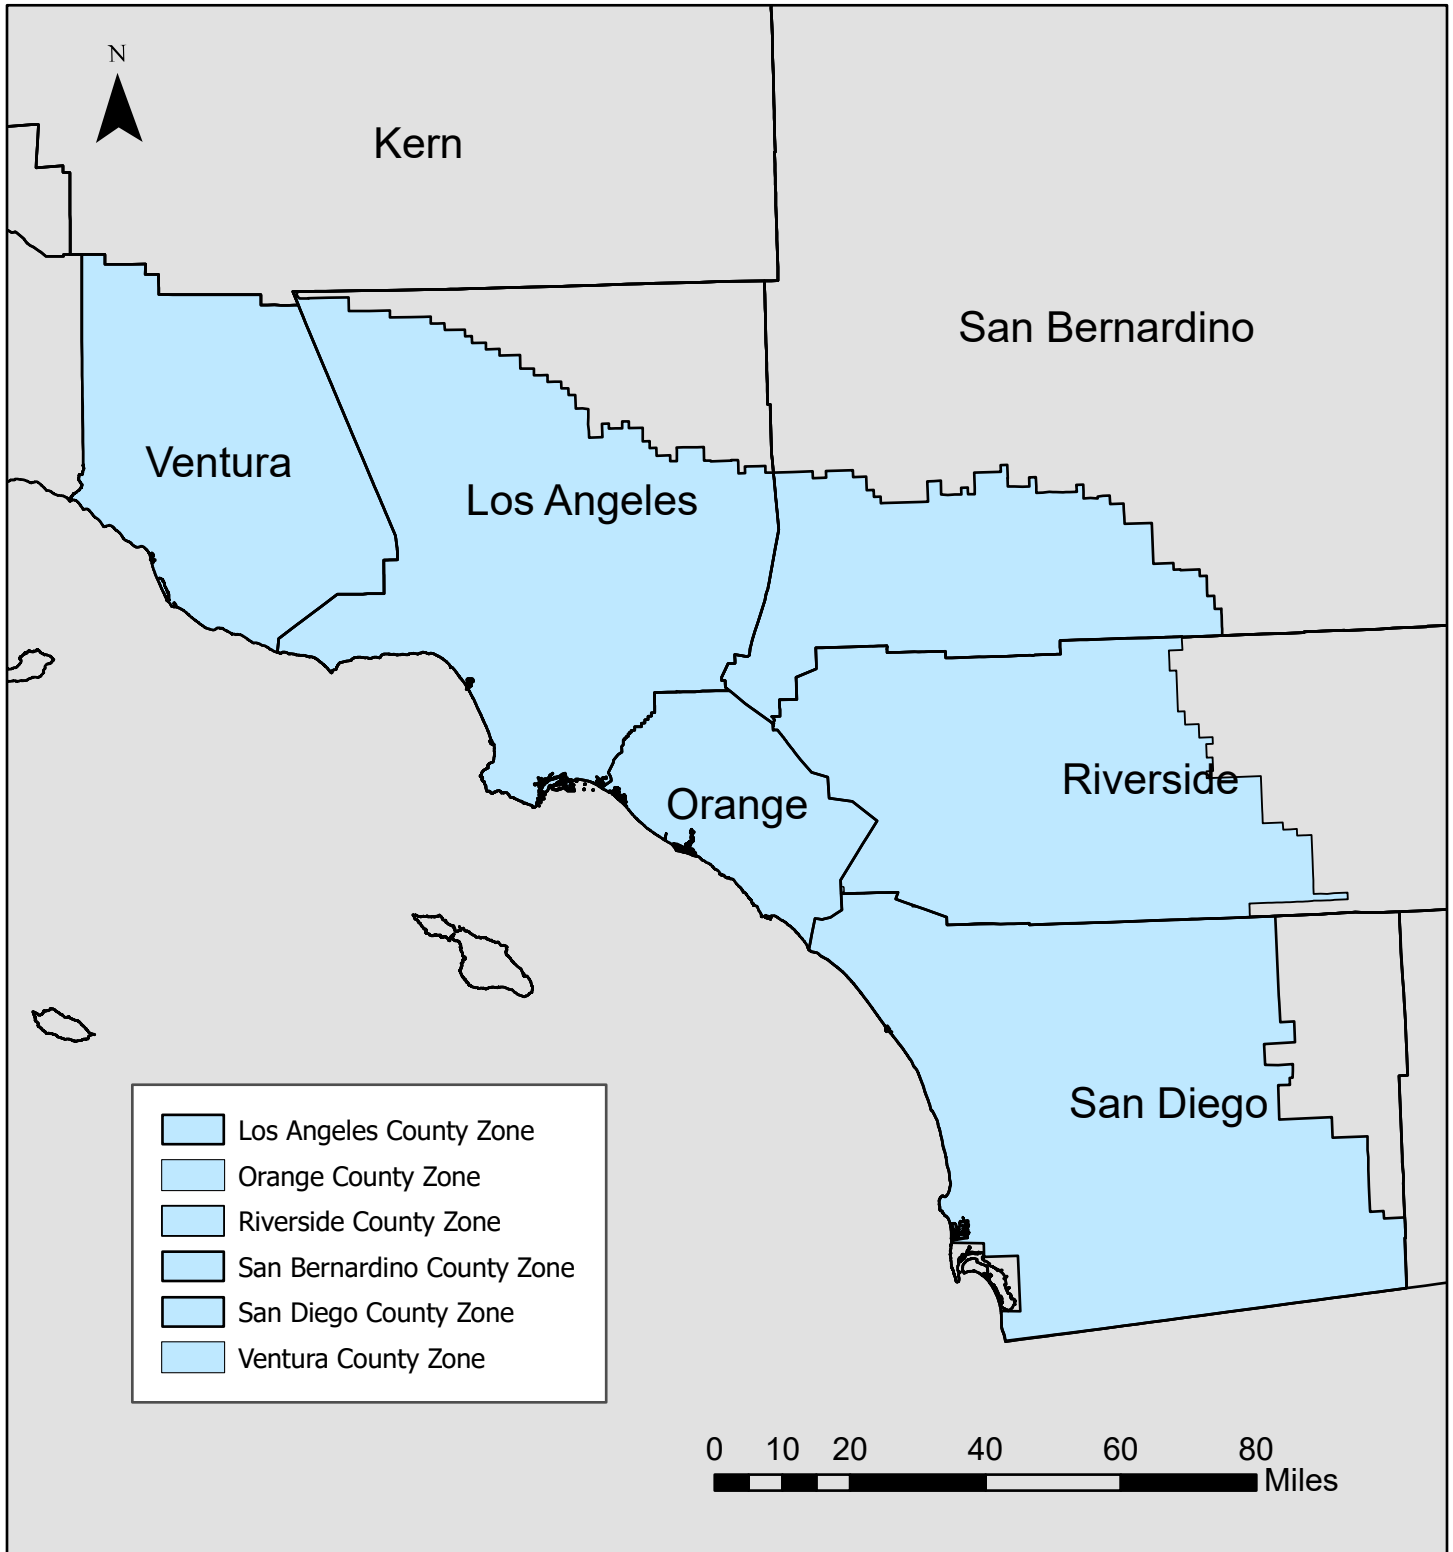 N
Kern
San Bernardino
Ventura
Los Angeles
Riverside
Orange
San Diego
Los Angeles County Zone
Orange County Zone
Riverside County Zone
San Bernardino County Zone
San Diego County Zone
Ventura County Zone
0 10 20 40 60 80
Miles